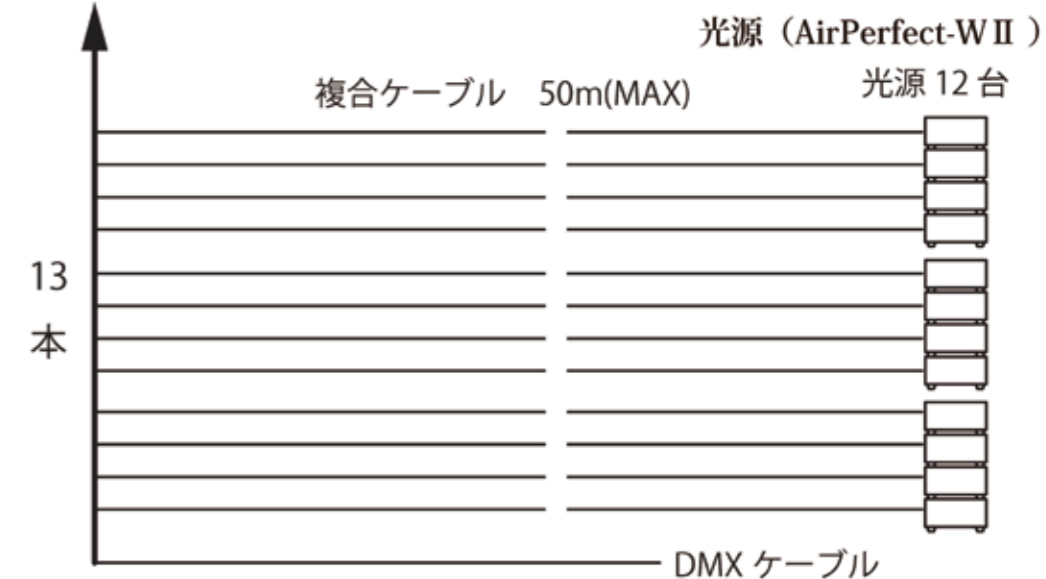 光源（AirPerfect-WⅡ ）
複合ケーブル　50m(MAX)
光源 12 台
13
本
DMX ケーブル